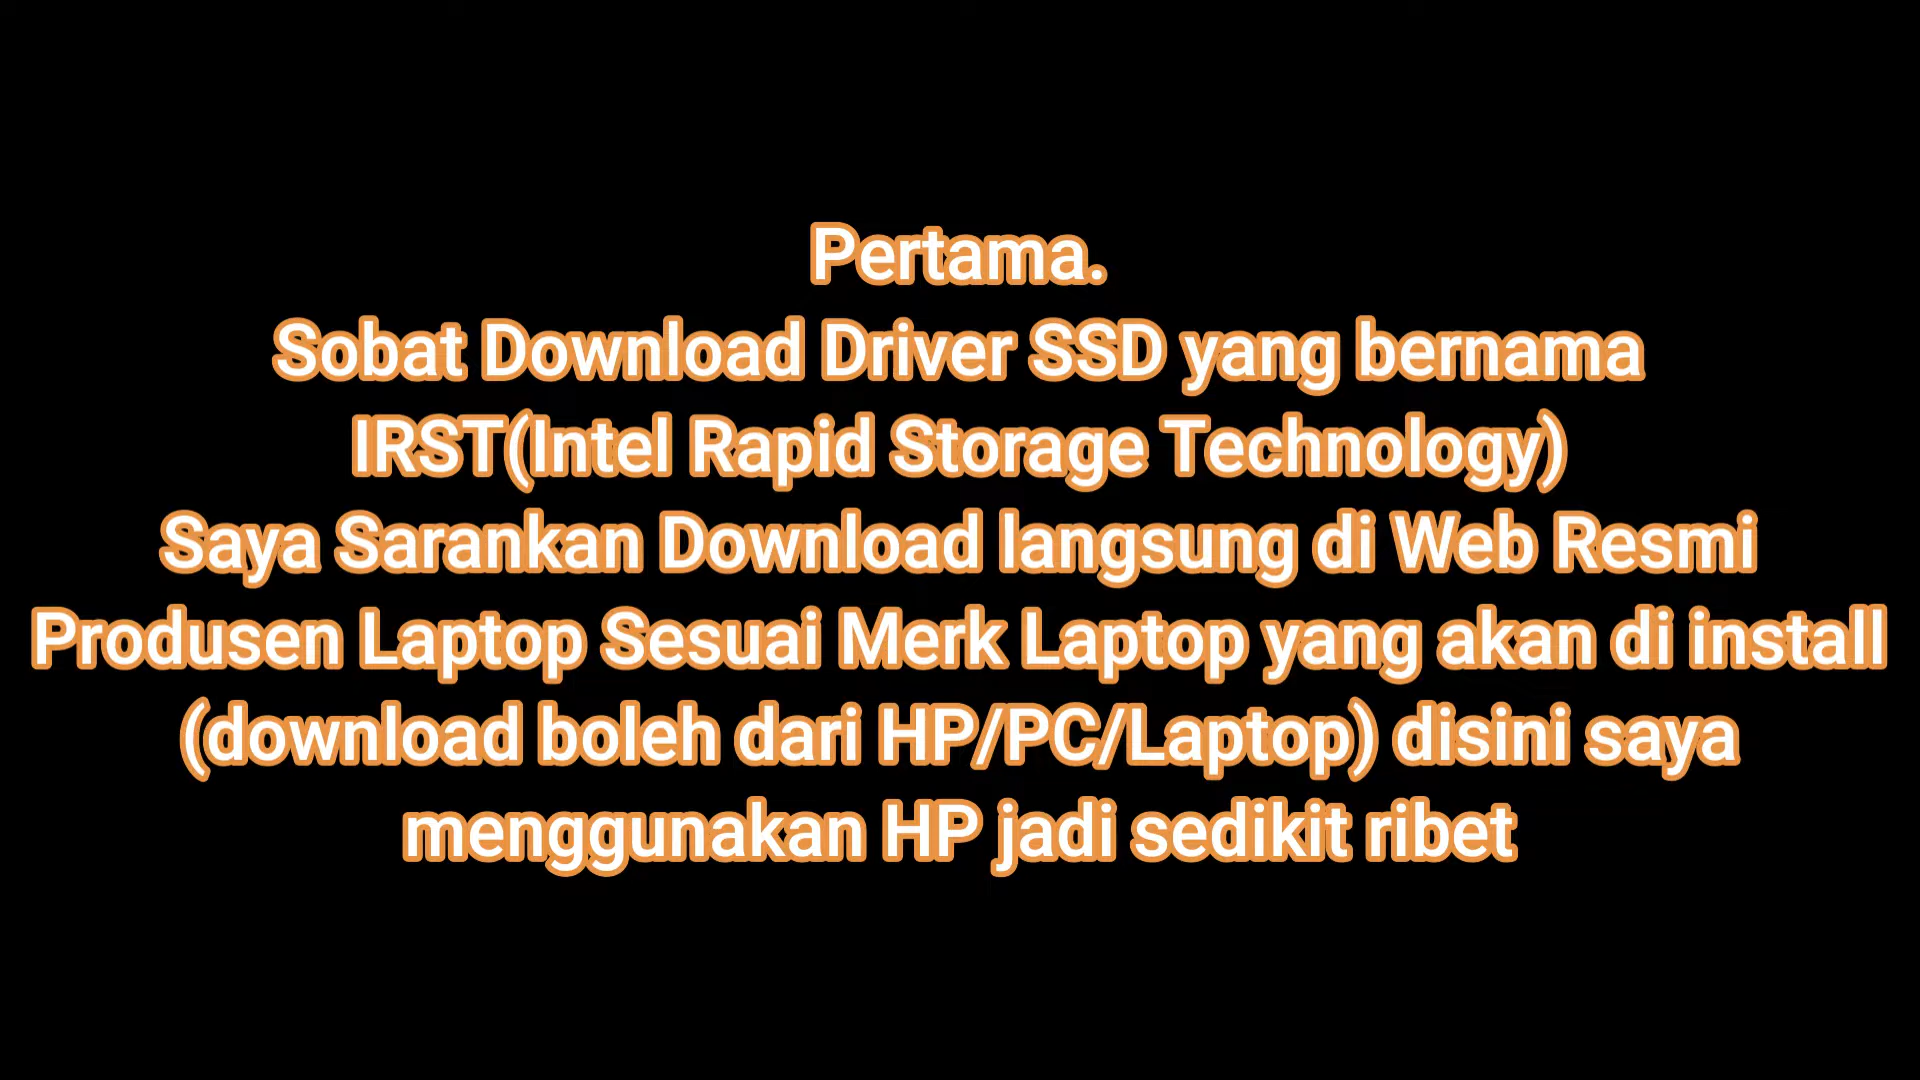 Pertama.
Sobat Download Driver SSD yang bernama
IRST(Intel Rapid Storage Technology)
Saya Sarankan Download langsung di Web Resmi
Produsen Laptop Sesuai Merk Laptop yang akan di install
(download boleh dari HP/PC/Laptop) disini saya
menggunakan HP jadi sedikit ribet